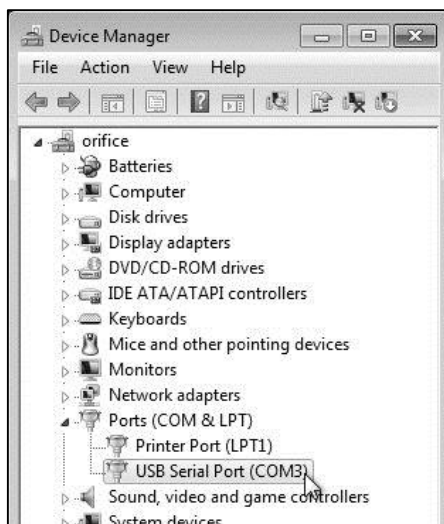 Device Manager
File Action View Help
orifice
Batteries
Computer
Disk drives
Display adapters
DVD/CD-ROM drives
IDE ATA/ATAPI controllers
Keyboards
Mice and other pointing devices
Monitors
Network adapters
Ports (COM & LPT)
Printer Port (LPT1)
USB Serial Port (COM3)
Sound, video and game controllers
System devices